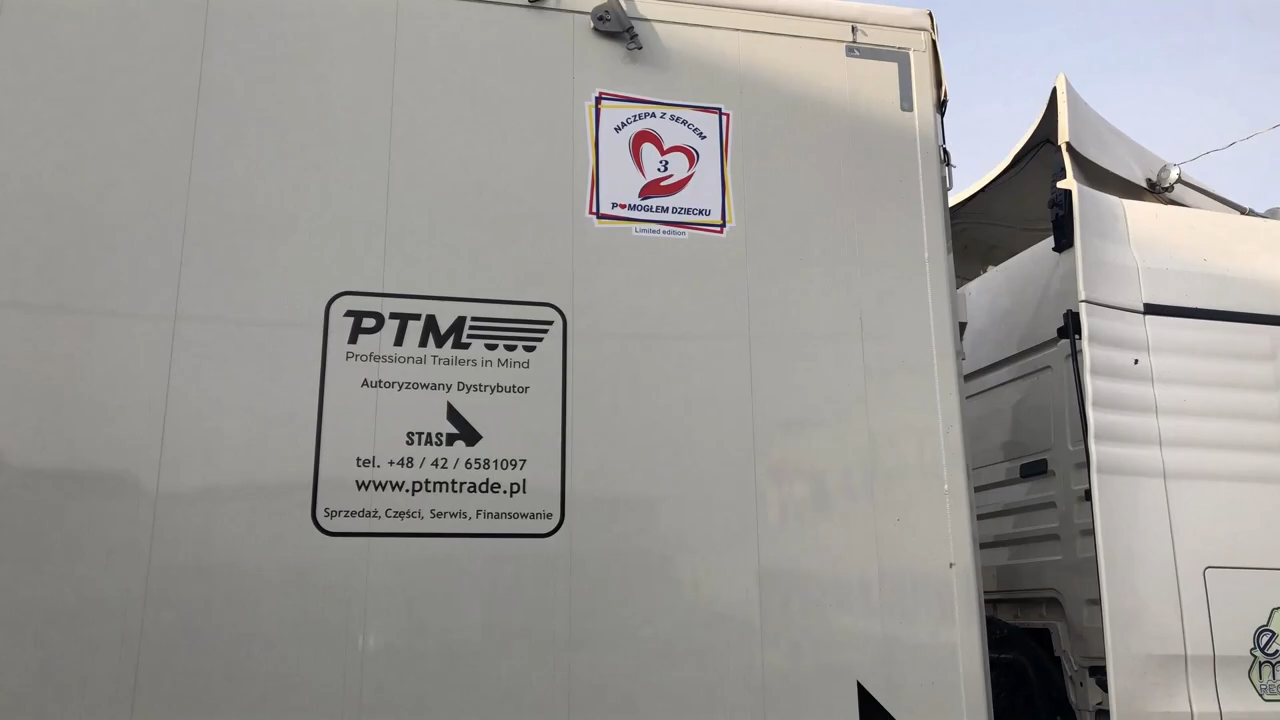 NACZEPA Z SERCEM
3
POMOGŁEM DZIECKU
Limited edition
PTM
Professional Trailers in Mind
Autoryzowany Dystrybutor
STAS
tel. +48 / 42 / 6581097
www.ptmtrade.pl
Sprzedaż, Części, Serwis, Finansowanie